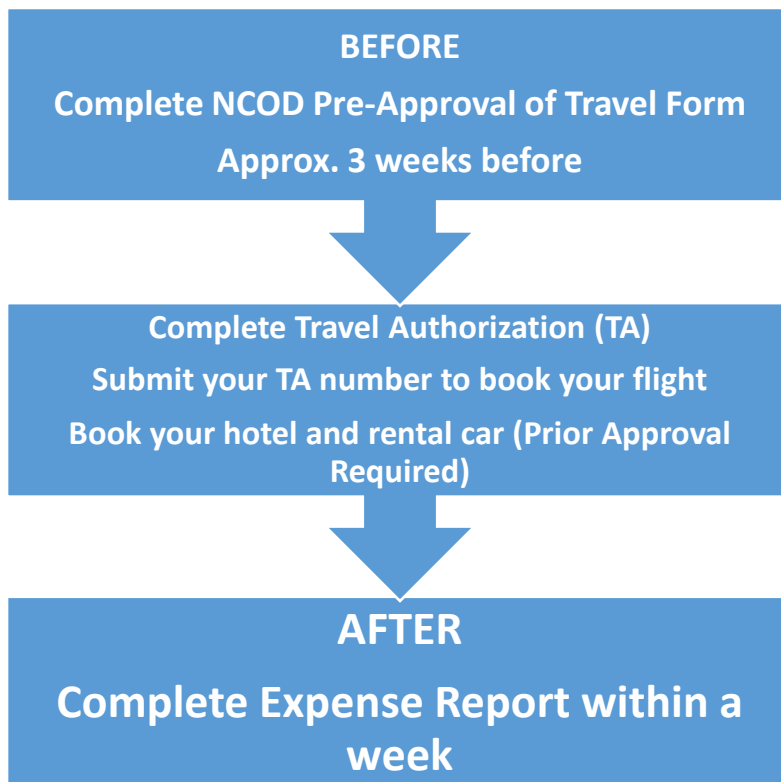 BEFORE
Complete NCOD Pre-Approval of Travel Form
Approx. 3 weeks before
Complete Travel Authorization (TA)
Submit your TA number to book your flight
Book your hotel and rental car (Prior Approval
Required)
AFTER
Complete Expense Report within a
week